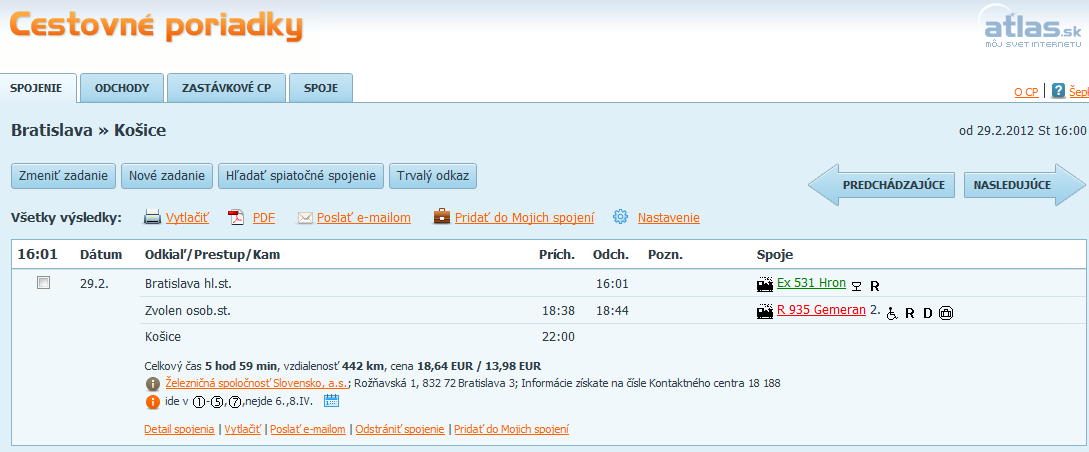 Cestovné poriadky
atlas.sk
MÔJ SVET INTERNETU
SPOJENIE ODCHODY ZASTÁVKOVÉ CP SPOJE
O CP | ?
Bratislava » Košice od 29.2.2012 St 16:00
Zmeniť zadanie Nové zadanie Hľadať spiatočné spojenie Trvalý odkaz
PREDCHÁDZAJÚCE NASLEDUJÚCE
Všetky výsledky: Vytlačiť PDF Poslať e-mailom Pridať do Mojich spojení Nastavenie
16:01 Dátum Odkiaľ/Prestup/Kam Prích. Odch. Pozn. Spoje
29.2. Bratislava hl.st. 16:01 Ex 531 Hron R
Zvolen osob.st. 18:38 18:44 R 935 Gemeran 2. R D
Košice 22:00
Celkový čas 5 hod 59 min, vzdialenosť 442 km, cena 18,64 EUR / 13,98 EUR
Železničná spoločnosť Slovensko, a.s.; Rožňavská 1, 832 72 Bratislava 3; Informácie získate na čísle Kontaktného centra 18 188
ide v ①-⑤,⑦,nejde 6.,8.IV.
Detail spojenia | Vytlačiť | Poslať e-mailom | Odstrániť spojenie | Pridať do Mojich spojení